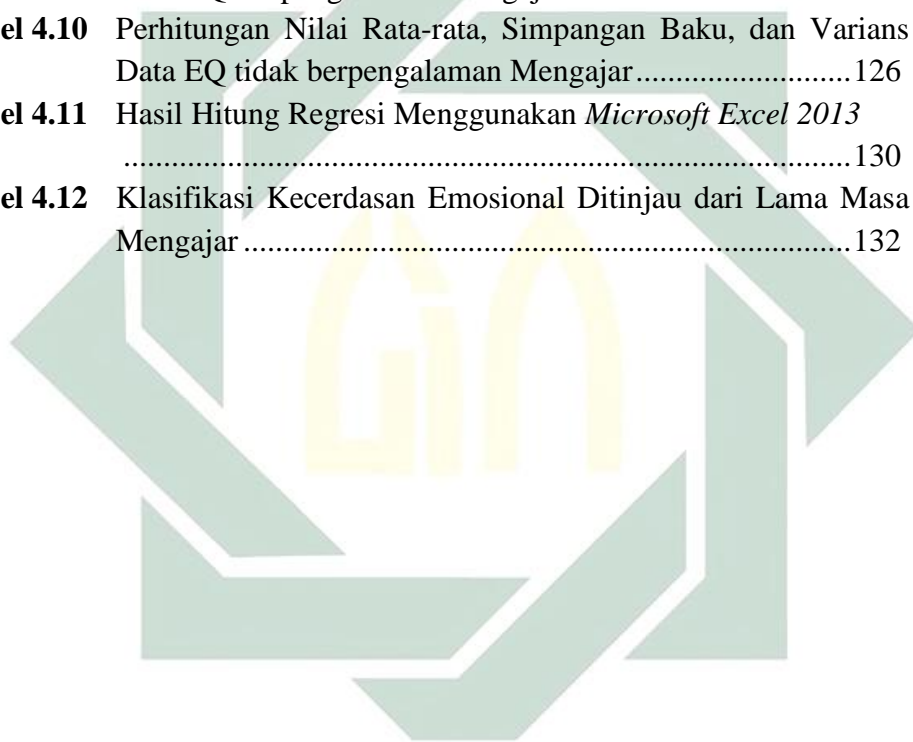 el 4.10 Perhitungan Nilai Rata-rata, Simpangan Baku, dan Varians
Data EQ tidak berpengalaman Mengajar...........................126
el 4.11 Hasil Hitung Regresi Menggunakan Microsoft Excel 2013
............................................................................................130
el 4.12 Klasifikasi Kecerdasan Emosional Ditinjau dari Lama Masa
Mengajar .............................................................................132